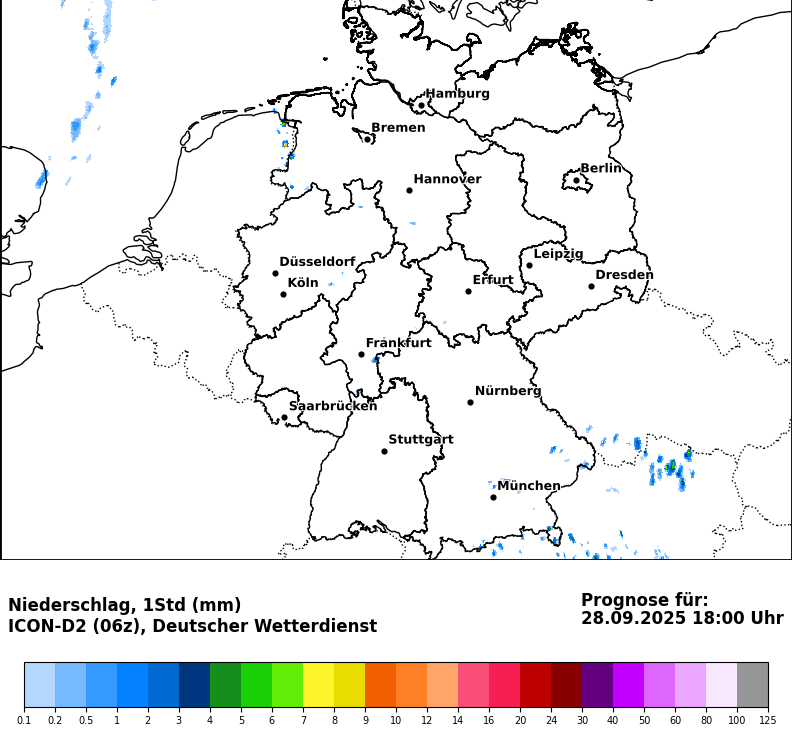 Hamburg
Bremen
Berlin
Hannover
Leipzig
Düsseldorf
Dresden
Köln
Erfurt
Frankfurt
Nürnberg
Saarbrücken
Stuttgart
München
Niederschlag, 1Std (mm)
ICON-D2 (06z), Deutscher Wetterdienst
Prognose für:
28.09.2025 18:00 Uhr
0.1 0.2 0.5 1 2 3 4 5 6 7 8 9 10 12 14 16 20 24 30 40 50 60 80 100 125